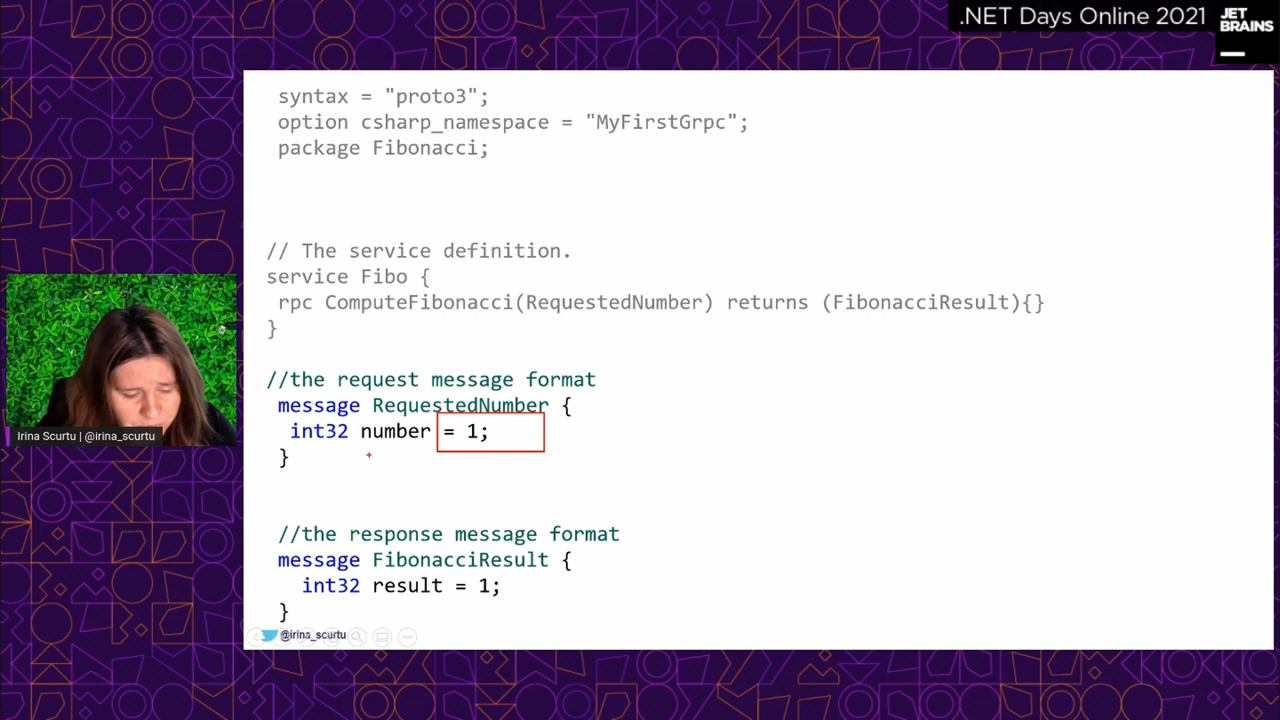 .NET Days Online 2021
JET
BRAINS
syntax = "proto3";
option csharp_namespace = "MyFirstGrpc";
package Fibonacci;
// The service definition.
service Fibo {
rpc ComputeFibonacci(RequestedNumber) returns (FibonacciResult){}
}
//the request message format
message RequestedNumber {
int32 number = 1;
}
//the response message format
message FibonacciResult {
int32 result = 1;
}
@irina_scurtu
Irina Scurtu | @irina_scurtu